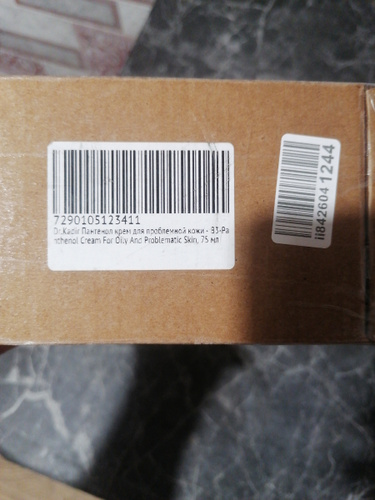 7290105123411
Dr.Kadir Пантенол крем для проблемной кожи - B3-Pa
nthenol Cream For Oily And Problematic Skin, 75 мл
ii842604 1244